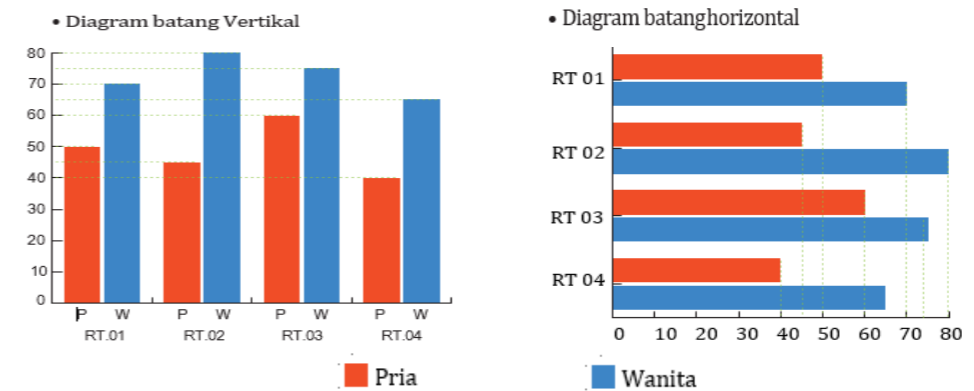 • Diagram batang Vertikal
80
70
60
50
40
30
20
10
0
P W P W P W P W
RT.01 RT.02 RT.03 RT.04
Pria
• Diagram batanghorizontal
RT 01
RT 02
RT 03
RT 04
0 10 20 30 40 50 60 70 80
Wanita